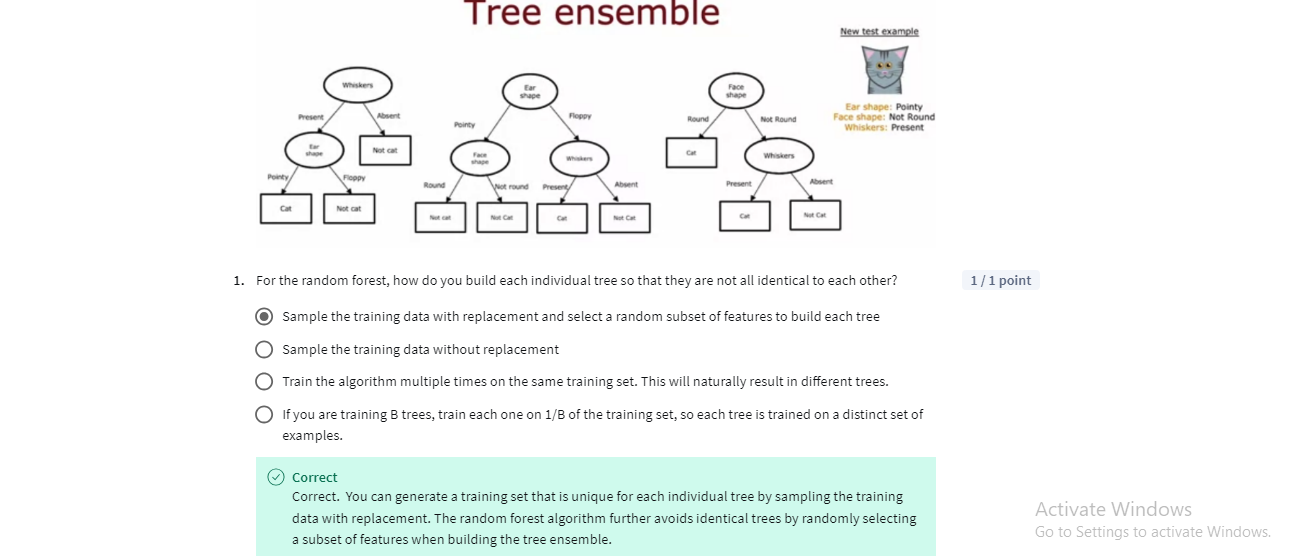 Tree ensemble
New test example
Ear shape: Pointy
Face shape: Not Round
Whiskers: Present
Whiskers
Present
Absent
Ear
shape
Not cat
Pointy
Floppy
Cat
Not cat
Ear
shape
Pointy
Floppy
Face
shape
Whiskers
Round
Not round
Present
Absent
Not cat
Not Cat
Cat
Not Cat
Face
shape
Round
Not Round
Cat
Whiskers
Present
Absent
Cat
Not Cat
1. For the random forest, how do you build each individual tree so that they are not all identical to each other?
1 / 1 point
Sample the training data with replacement and select a random subset of features to build each tree
Sample the training data without replacement
Train the algorithm multiple times on the same training set. This will naturally result in different trees.
If you are training B trees, train each one on 1/B of the training set, so each tree is trained on a distinct set of
examples.
Correct
Correct. You can generate a training set that is unique for each individual tree by sampling the training
data with replacement. The random forest algorithm further avoids identical trees by randomly selecting
a subset of features when building the tree ensemble.
Activate Windows
Go to Settings to activate Windows.